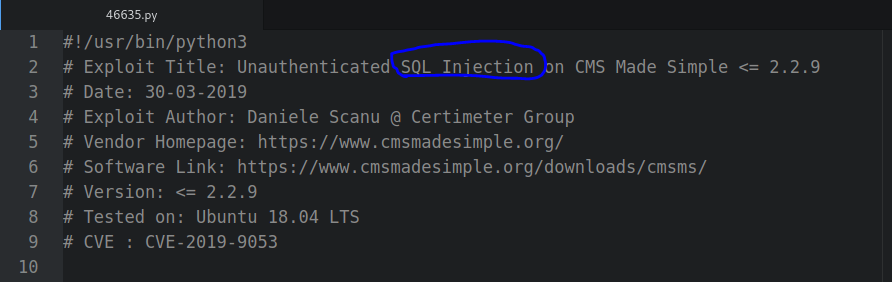 46635.py
1 #!/usr/bin/python3
2 # Exploit Title: Unauthenticated SQL Injection on CMS Made Simple <= 2.2.9
3 # Date: 30-03-2019
4 # Exploit Author: Daniele Scanu @ Certimeter Group
5 # Vendor Homepage: https://www.cmsmadesimple.org/
6 # Software Link: https://www.cmsmadesimple.org/downloads/cmsms/
7 # Version: <= 2.2.9
8 # Tested on: Ubuntu 18.04 LTS
9 # CVE : CVE-2019-9053
10